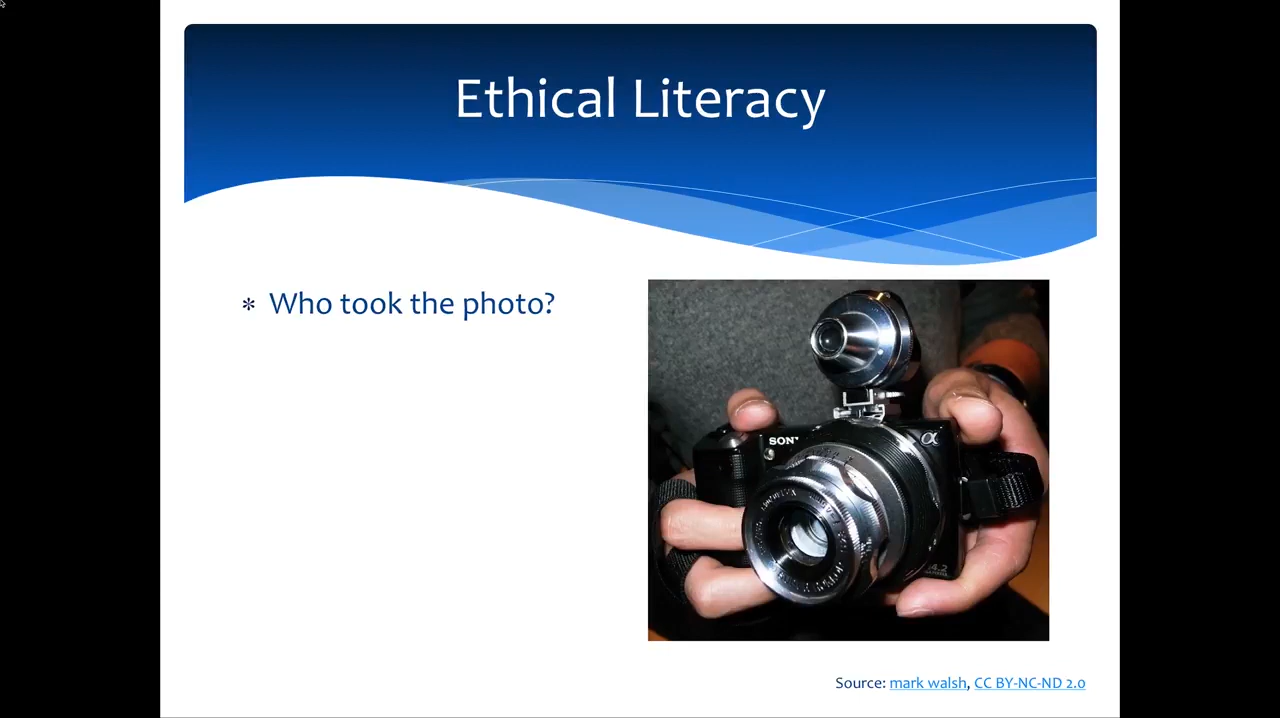 Ethical Literacy
* Who took the photo?
SONY
α
Source: mark walsh, CC BY-NC-ND 2.0